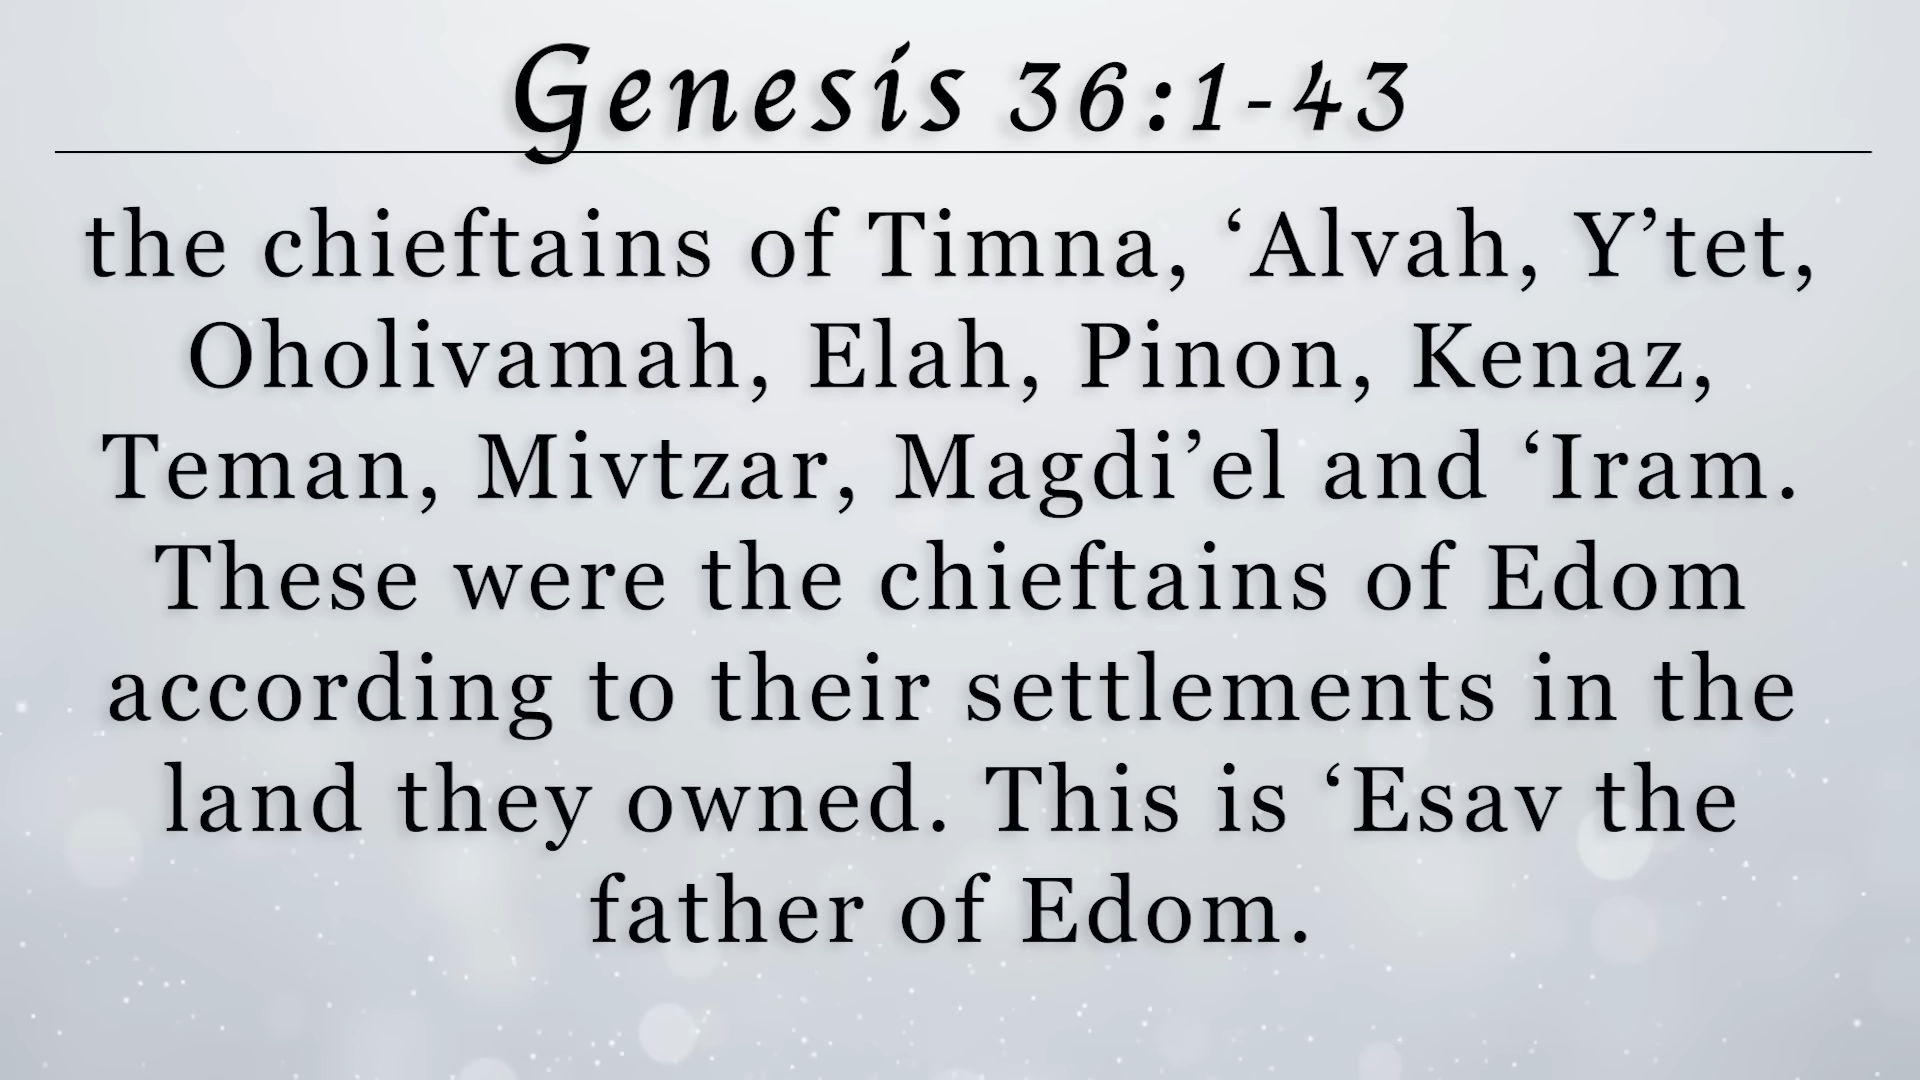 Genesis 36:1-43
the chieftains of Timna, ‘Alvah, Y’tet,
Oholivamah, Elah, Pinon, Kenaz,
Teman, Mivtzar, Magdi’el and ‘Iram.
These were the chieftains of Edom
according to their settlements in the
land they owned. This is ‘Esav the
father of Edom.